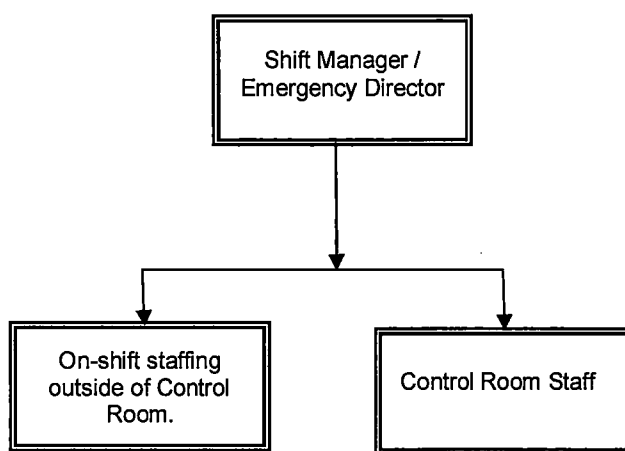 Shift Manager /
Emergency Director
On-shift staffing
outside of Control
Room.
Control Room Staff